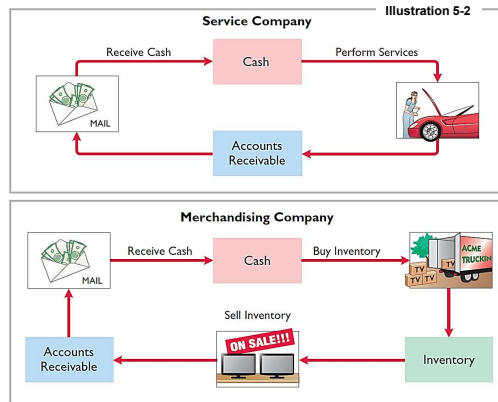 Illustration 5-2
Service Company
Receive Cash
Cash
Perform Services
MAIL
Accounts
Receivable
Merchandising Company
Receive Cash
Cash
Buy Inventory
MAIL
ACME
TRUCKIN
TV
TV
TV
TV
Sell Inventory
ON SALE!!!
Accounts
Receivable
Inventory